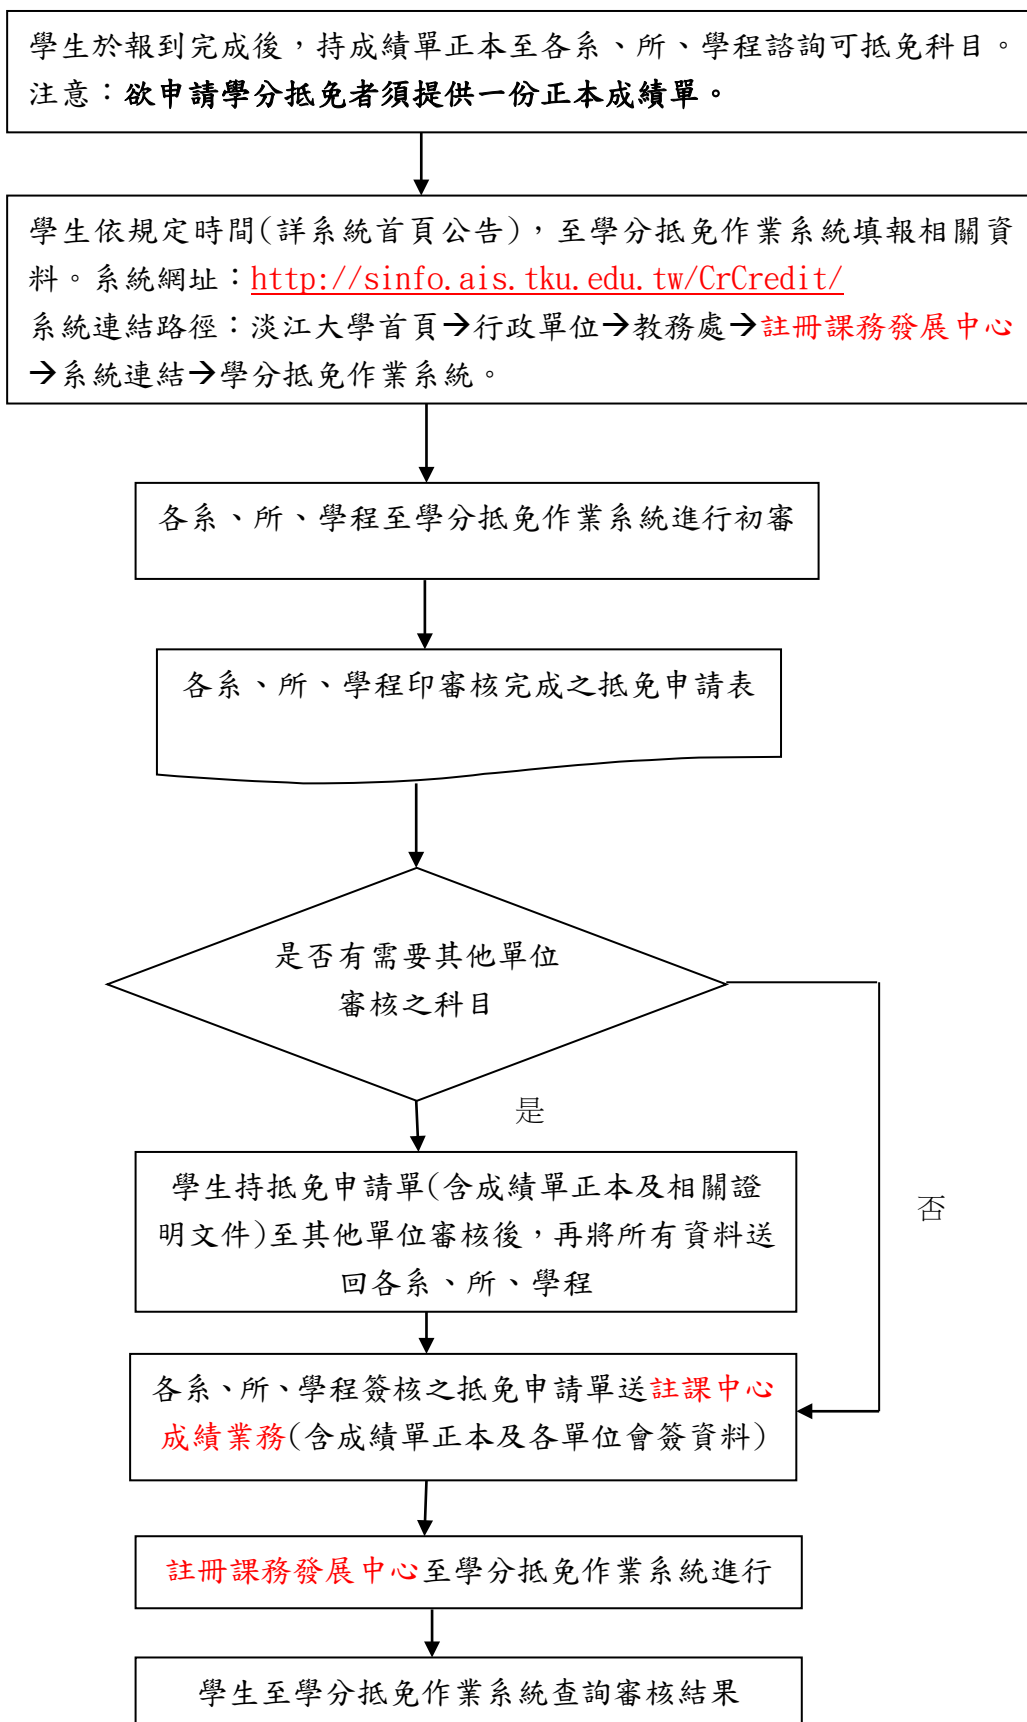 學生於報到完成後，持成績單正本至各系、所、學程諮詢可抵免科目。
注意：欲申請學分抵免者須提供一份正本成績單。
學生依規定時間(詳系統首頁公告)，至學分抵免作業系統填報相關資
料。系統網址：http://sinfo.ais.tku.edu.tw/CrCredit/
系統連結路徑：淡江大學首頁→行政單位→教務處→註冊課務發展中心
→系統連結→學分抵免作業系統。
各系、所、學程至學分抵免作業系統進行初審
各系、所、學程印審核完成之抵免申請表
是否有需要其他單位
審核之科目
是
否
學生持抵免申請單(含成績單正本及相關證
明文件)至其他單位審核後，再將所有資料送
回各系、所、學程
各系、所、學程簽核之抵免申請單送註課中心
成績業務(含成績單正本及各單位會簽資料)
註冊課務發展中心至學分抵免作業系統進行
學生至學分抵免作業系統查詢審核結果